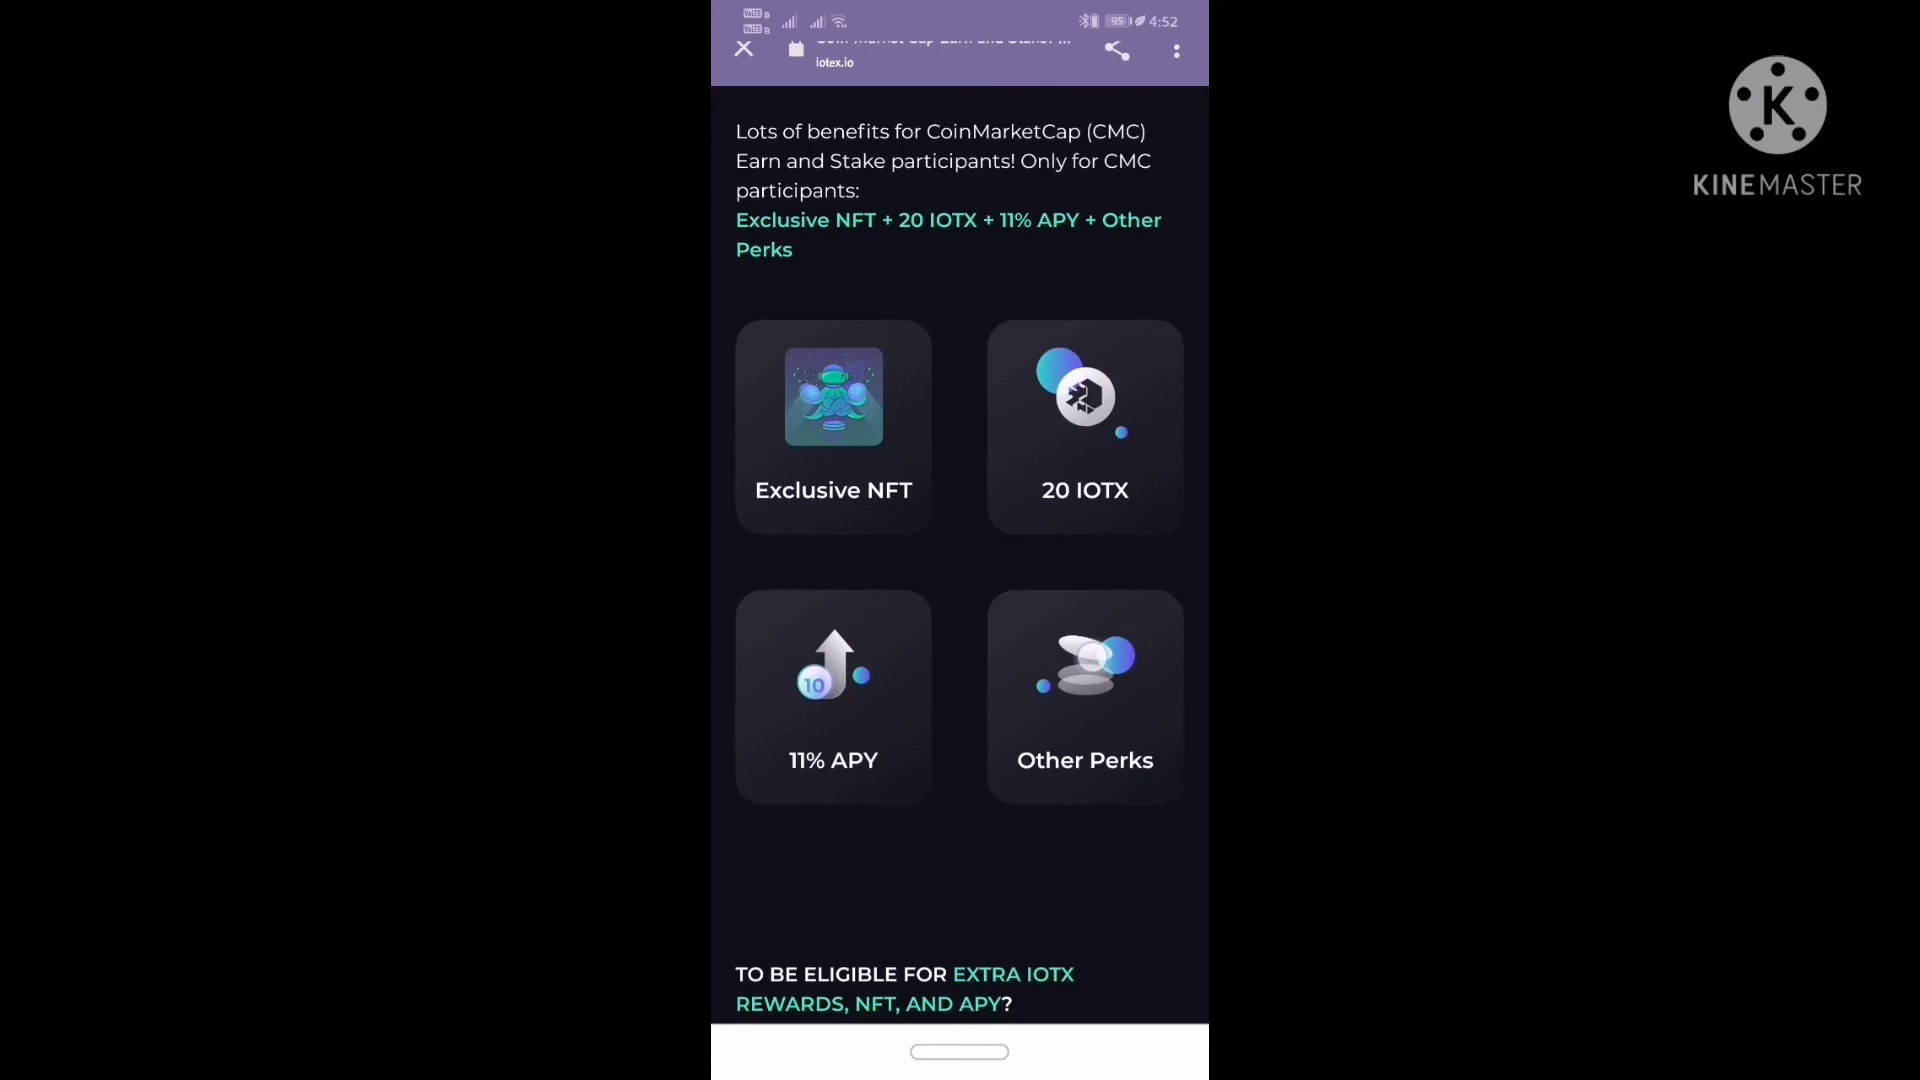 95 4:52
iotex.io
Lots of benefits for CoinMarketCap (CMC)
Earn and Stake participants! Only for CMC
participants:
Exclusive NFT + 20 IOTX + 11% APY + Other
Perks
Exclusive NFT
20 IOTX
10
11% APY
Other Perks
TO BE ELIGIBLE FOR EXTRA IOTX
REWARDS, NFT, AND APY?
K
KINEMASTER